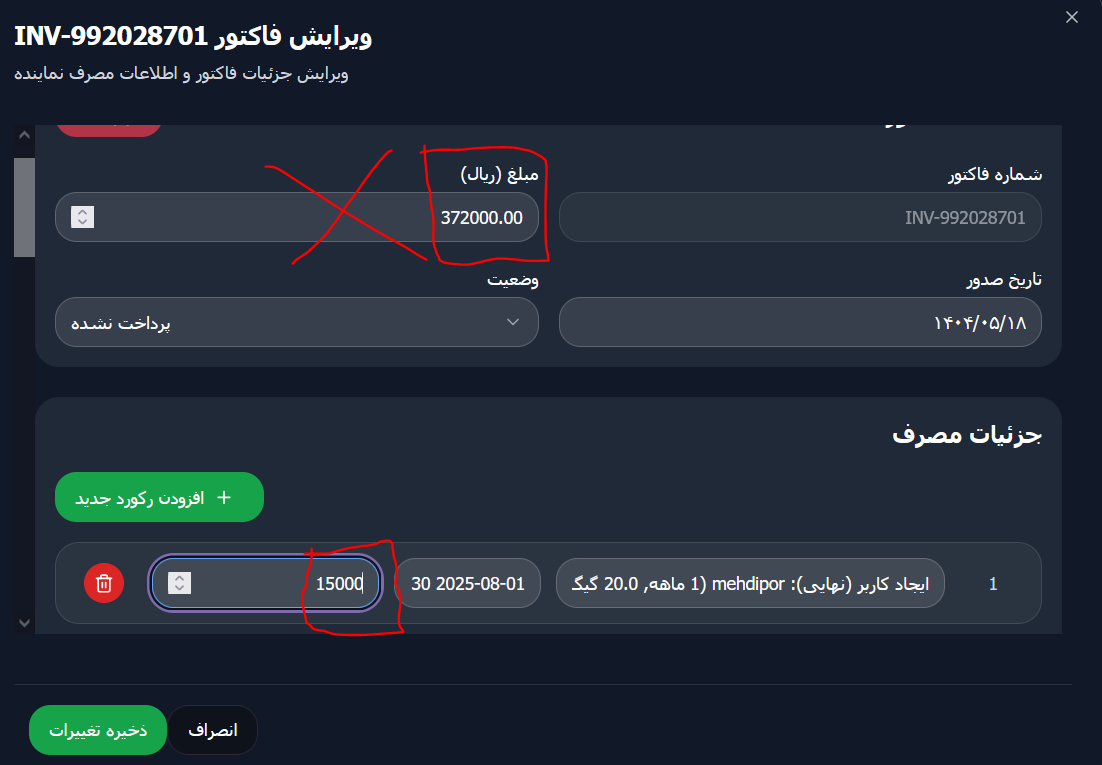 ویرایش فاکتور INV-992028701
ویرایش جزئیات فاکتور و اطلاعات مصرف نماینده
شماره فاکتور
INV-992028701
مبلغ (ریال)
372000.00
تاریخ صدور
۱۴۰۴/۰۵/۱۸
وضعیت
پرداخت نشده
جزئیات مصرف
+ افزودن رکورد جدید
1
ایجاد کاربر (نهایی): mehdipor (1 ماهه, 20.0 گیگ
30 2025-08-01
15000
انصراف
ذخیره تغییرات